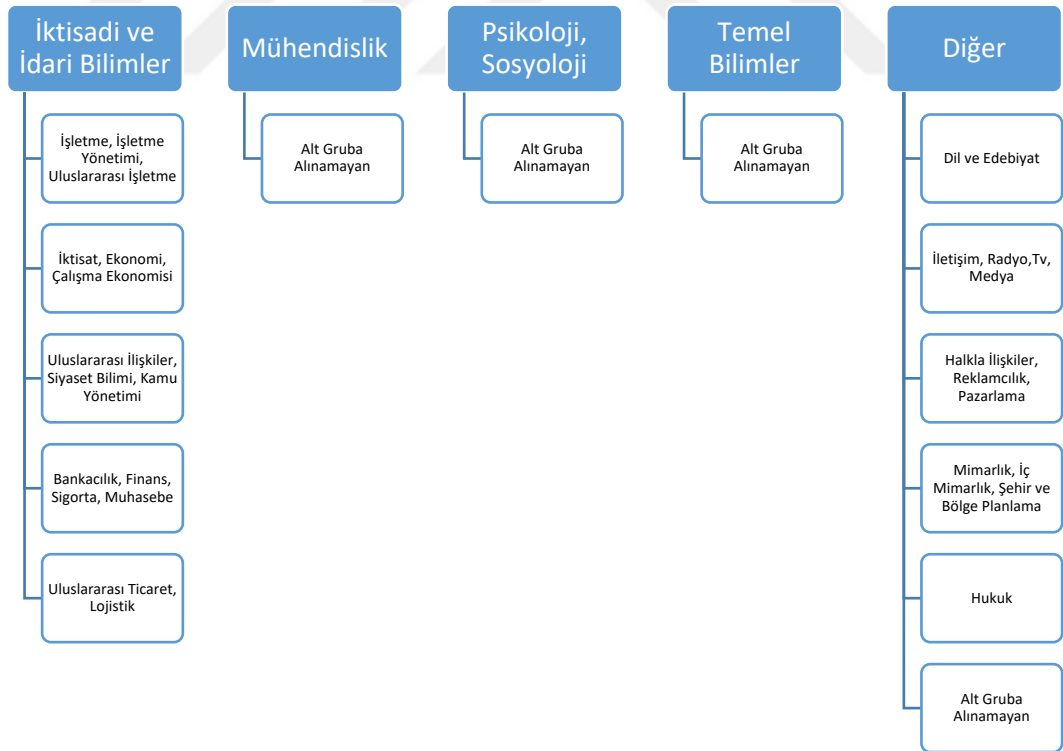 İktisadi ve
İdari Bilimler
İşletme, İşletme
Yönetimi,
Uluslararası İşletme
İktisat, Ekonomi,
Çalışma Ekonomisi
Uluslararası İlişkiler,
Siyaset Bilimi, Kamu
Yönetimi
Bankacılık, Finans,
Sigorta, Muhasebe
Uluslararası Ticaret,
Lojistik
Mühendislik
Alt Gruba
Alınamayan
Psikoloji,
Sosyoloji
Alt Gruba
Alınamayan
Temel
Bilimler
Alt Gruba
Alınamayan
Diğer
Dil ve Edebiyat
İletişim, Radyo,Tv,
Medya
Halkla İlişkiler,
Reklamcılık,
Pazarlama
Mimarlık, İç
Mimarlık, Şehir ve
Bölge Planlama
Hukuk
Alt Gruba
Alınamayan